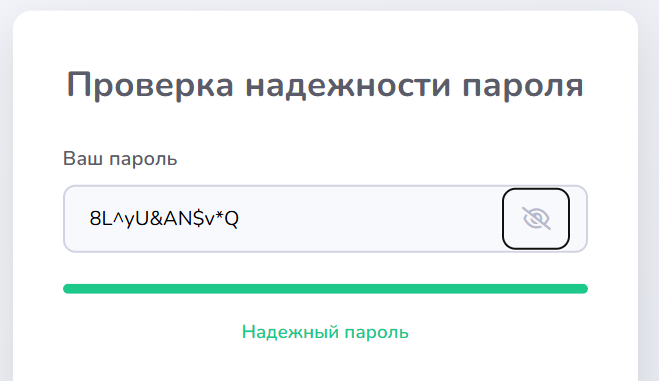 Проверка надежности пароля
Ваш пароль
8L^yU&AN$v*Q
Надежный пароль